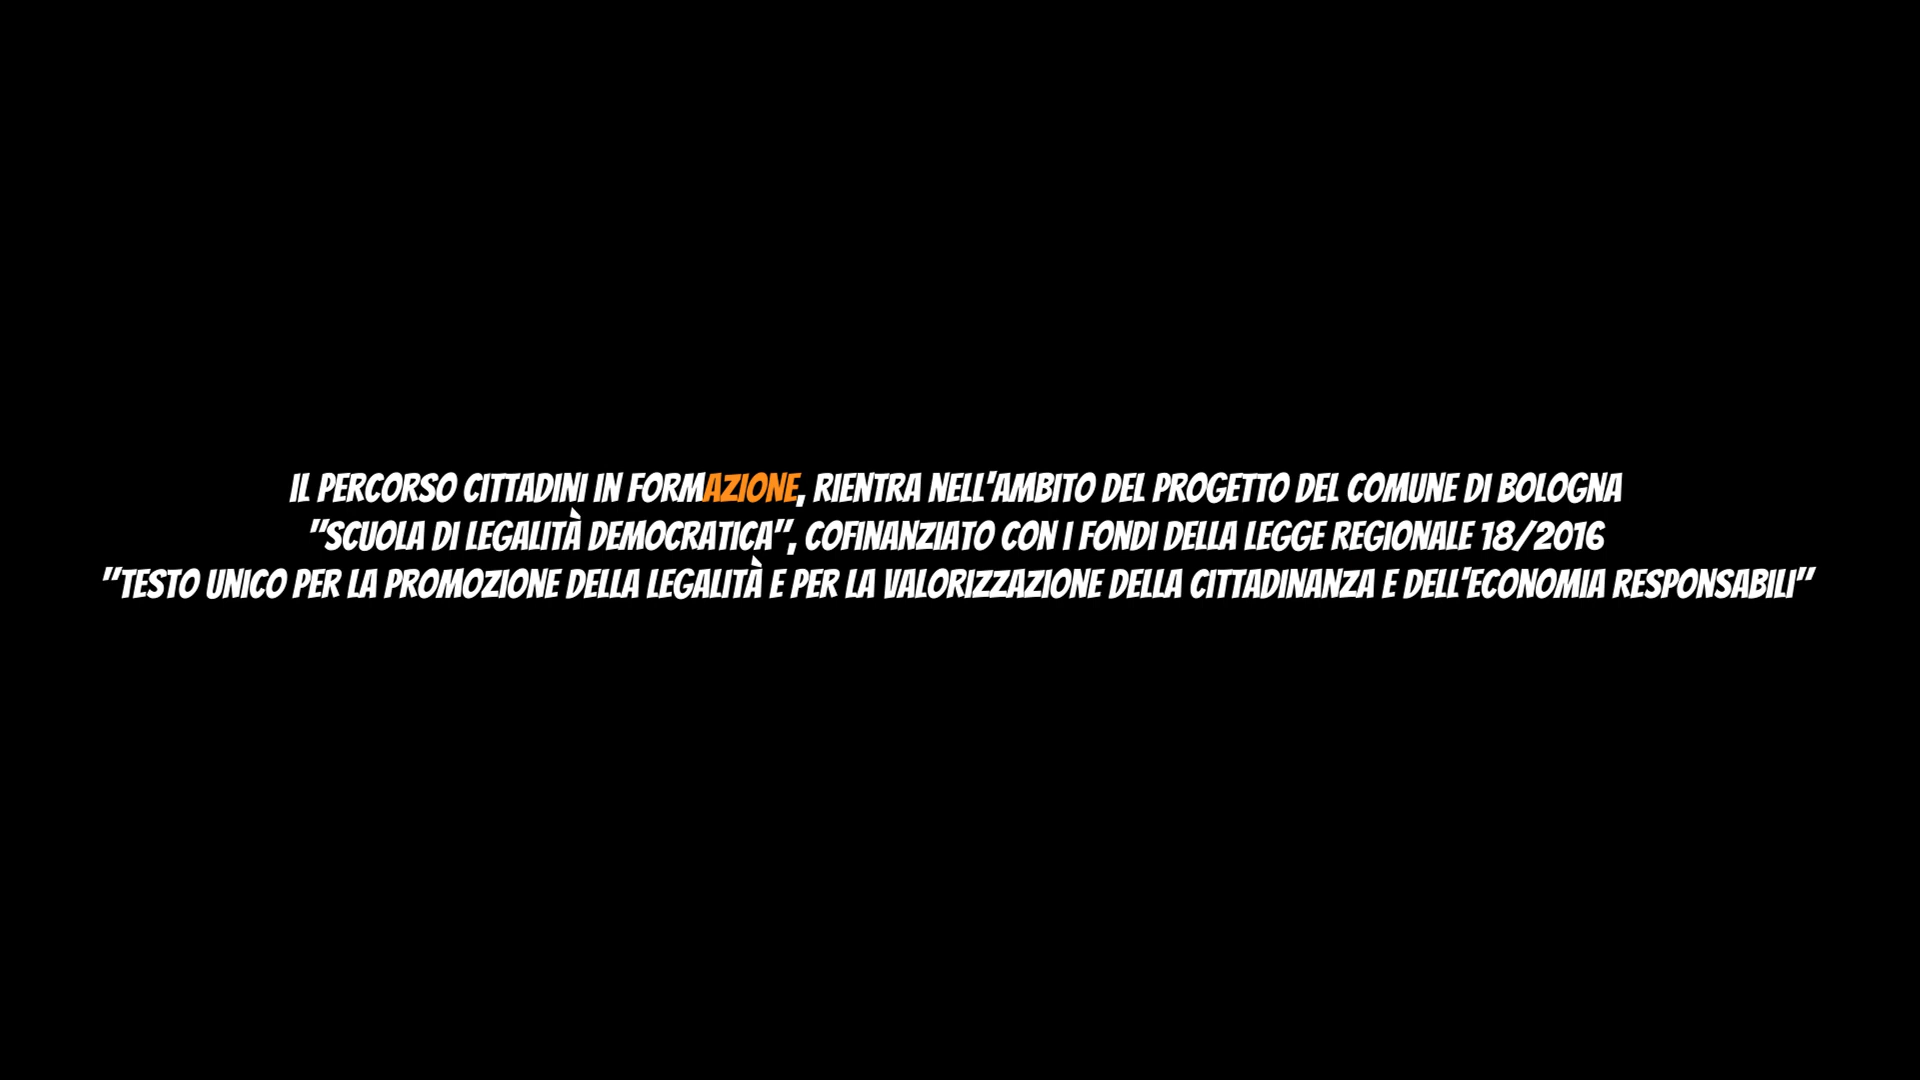 IL PERCORSO CITTADINI IN FORMAZIONE, RIENTRA NELL'AMBITO DEL PROGETTO DEL COMUNE DI BOLOGNA
"SCUOLA DI LEGALITÀ DEMOCRATICA", COFINANZIATO CON I FONDI DELLA LEGGE REGIONALE 18/2016
"TESTO UNICO PER LA PROMOZIONE DELLA LEGALITÀ E PER LA VALORIZZAZIONE DELLA CITTADINANZA E DELL'ECONOMIA RESPONSABILI"